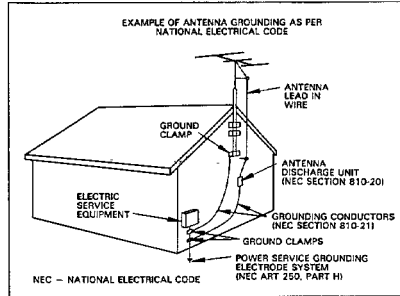 EXAMPLE OF ANTENNA GROUNDING AS PER
NATIONAL ELECTRICAL CODE
ANTENNA
LEAD IN
WIRE
GROUND
CLAMP
ANTENNA
DISCHARGE UNIT
(NEC SECTION 810-20)
ELECTRIC
SERVICE
EQUIPMENT
GROUNDING CONDUCTORS
(NEC SECTION 810-21)
GROUND CLAMPS
POWER SERVICE GROUNDING
ELECTRODE SYSTEM
(NEC ART 250, PART H)
NEC — NATIONAL ELECTRICAL CODE